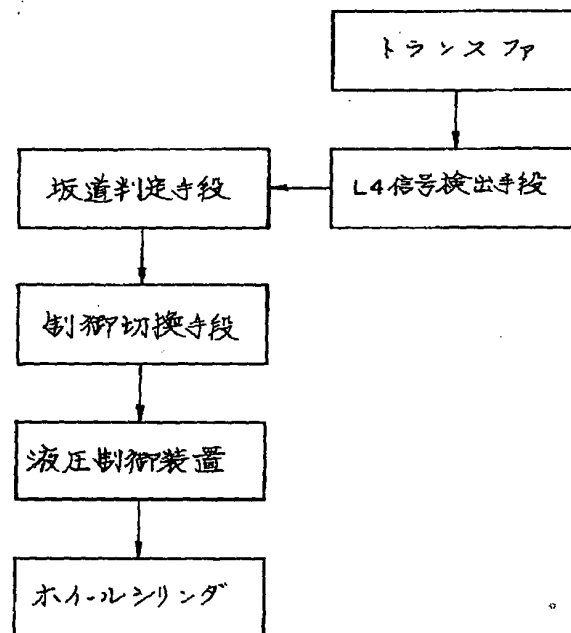 トランスファ
L4信号検出手段
坂道判定手段
制御切換手段
液圧制御装置
ホイールシリンダ